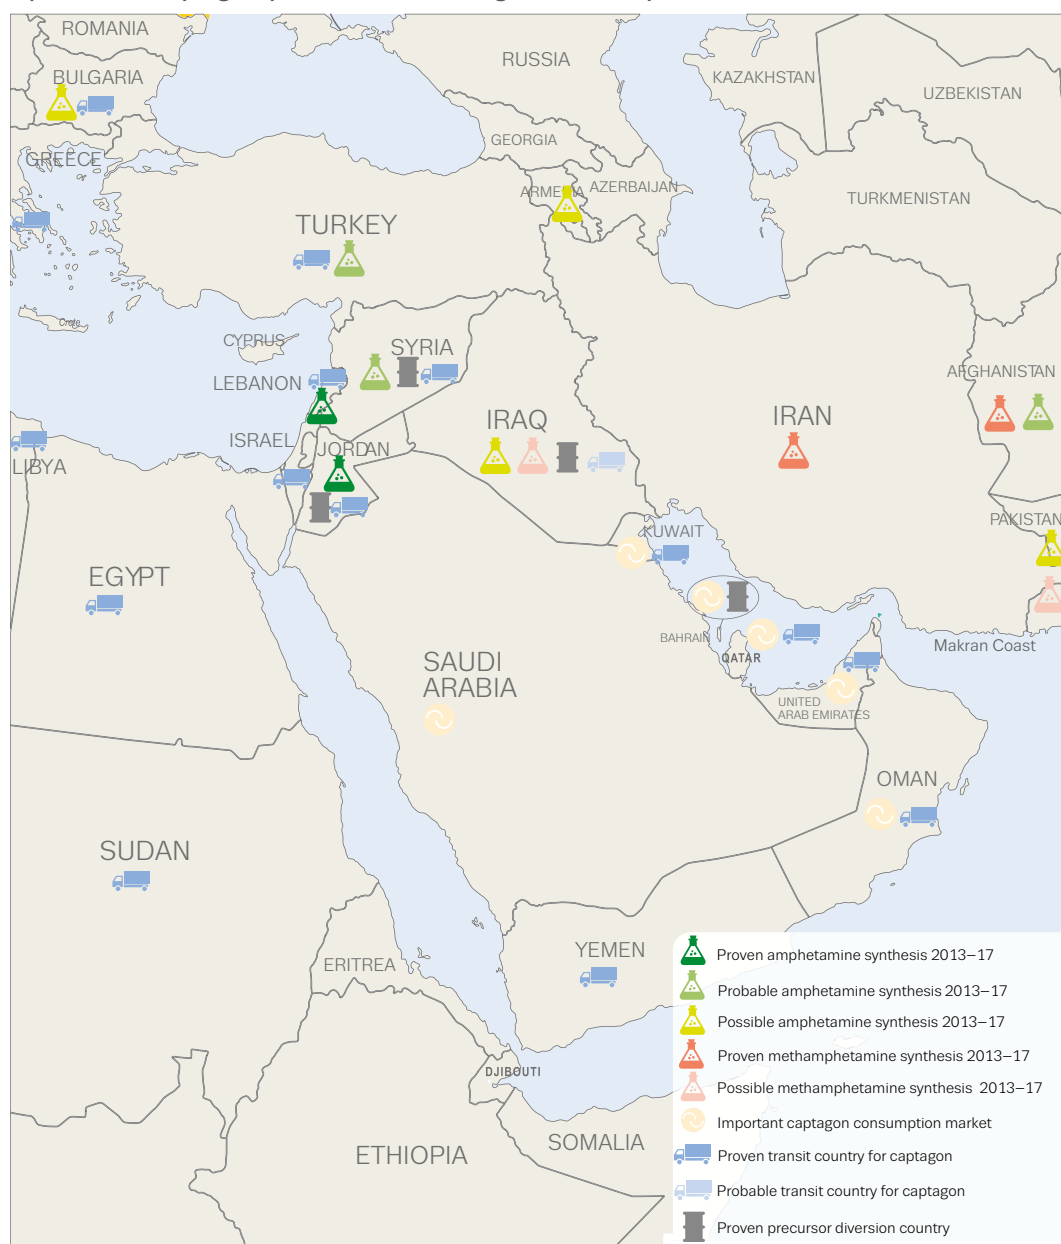 ROMANIA
RUSSIA
BULGARIA
KAZAKHSTAN
UZBEKISTAN
GEORGIA
GREECE
ARMENIA
AZERBAIJAN
TURKMENISTAN
TURKEY
Crete
CYPRUS
SYRIA
LEBANON
AFGHANISTAN
IRAQ
IRAN
ISRAEL
JORDAN
LIBYA
PAKISTAN
KUWAIT
EGYPT
BAHRAIN
Makran Coast
QATAR
SAUDI
ARABIA
UNITED
ARAB EMIRATES
OMAN
SUDAN
YEMEN
ERITREA
DJIBOUTI
SOMALIA
ETHIOPIA
Proven amphetamine synthesis 2013–17
Probable amphetamine synthesis 2013–17
Possible amphetamine synthesis 2013–17
Proven methamphetamine synthesis 2013–17
Possible methamphetamine synthesis 2013–17
Important captagon consumption market
Proven transit country for captagon
Probable transit country for captagon
Proven precursor diversion country